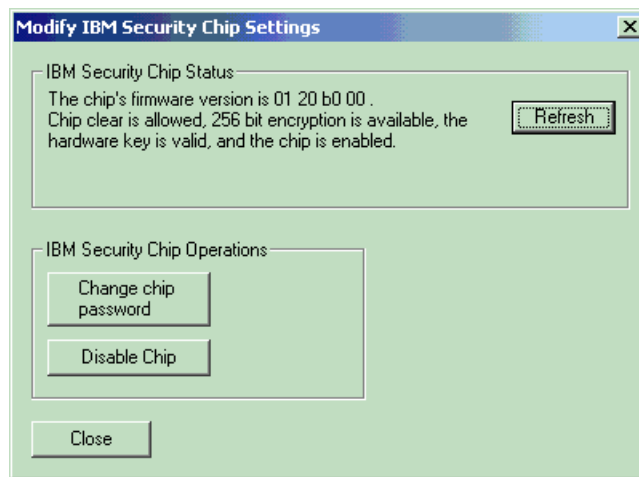 Modify IBM Security Chip Settings
IBM Security Chip Status
The chip's firmware version is 01 20 b0 00 .
Chip clear is allowed, 256 bit encryption is available, the
hardware key is valid, and the chip is enabled.
Refresh
IBM Security Chip Operations
Change chip
password
Disable Chip
Close